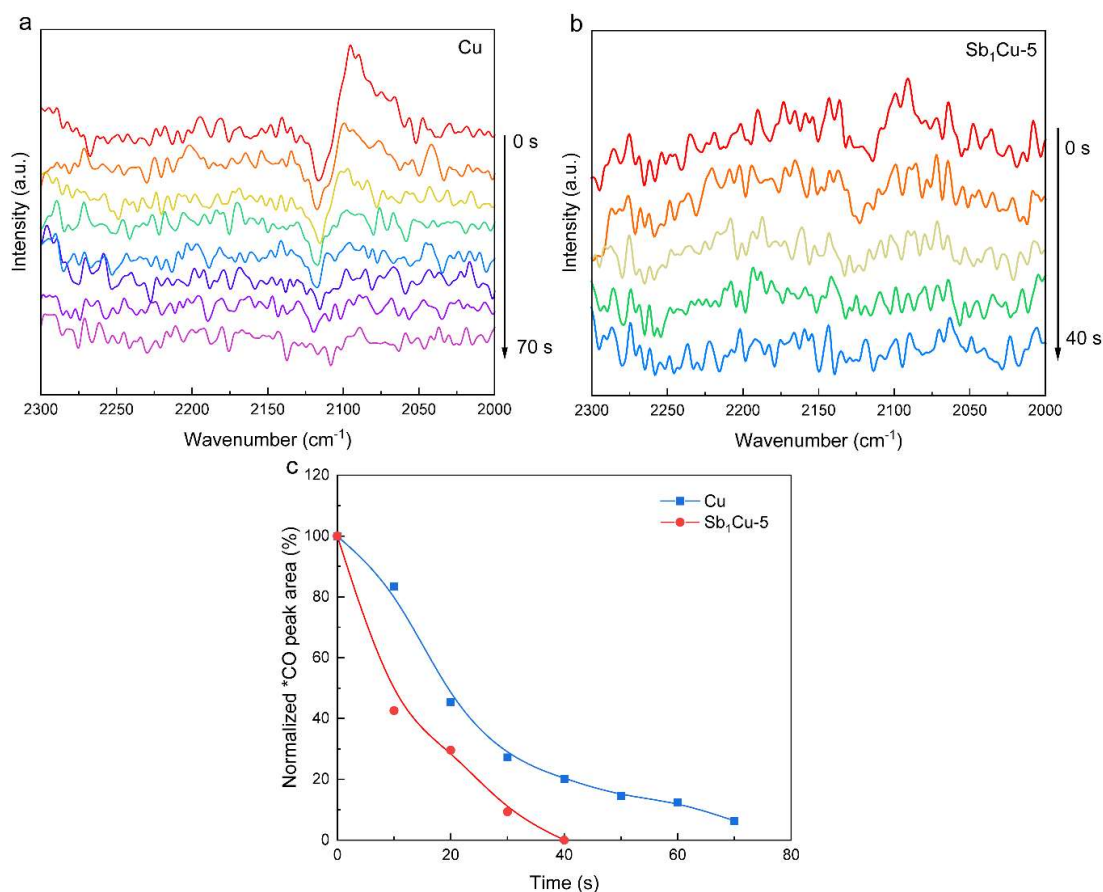 a
Cu
0 s
70 s
Intensity (a.u.)
2300 2250 2200 2150 2100 2050 2000
Wavenumber (cm⁻¹)
b
Sb₁Cu-5
0 s
40 s
Intensity (a.u.)
2300 2250 2200 2150 2100 2050 2000
Wavenumber (cm⁻¹)
c
120
100
80
60
40
20
0
Normalized *CO peak area (%)
Cu
Sb₁Cu-5
0 20 40 60 80
Time (s)